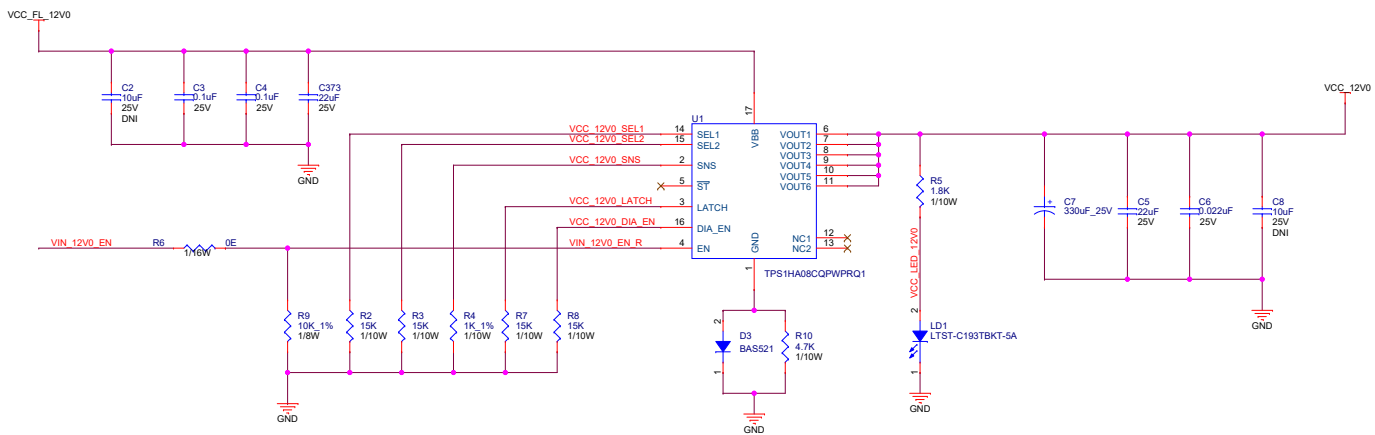 VCC_FL_12V0
C2
10uF
25V
DNI
C3
0.1uF
25V
C4
0.1uF
25V
C373
22uF
25V
GND
VCC_12V0
U1
17
VBB
VCC_12V0_SEL1
14
SEL1
VCC_12V0_SEL2
15
SEL2
VCC_12V0_SNS
2
SNS
5
ST
VCC_12V0_LATCH
3
LATCH
VCC_12V0_DIA_EN
16
DIA_EN
VIN_12V0_EN
R6
0E
1/16W
VIN_12V0_EN_R
4
EN
VOUT1
6
VOUT2
7
VOUT3
8
VOUT4
9
VOUT5
10
VOUT6
11
NC1
12
NC2
13
GND
1
TPS1HA08CQPWPRQ1
R5
1.8K
1/10W
VCC_LED_12V0
2
LD1
LTST-C193TBKT-5A
1
GND
C7
330uF_25V
C5
22uF
25V
C6
0.022uF
25V
C8
10uF
25V
DNI
GND
R9
10K_1%
1/8W
R2
15K
1/10W
R3
15K
1/10W
R4
1K_1%
1/10W
R7
15K
1/10W
R8
15K
1/10W
GND
2
D3
BAS521
1
R10
4.7K
1/10W
GND